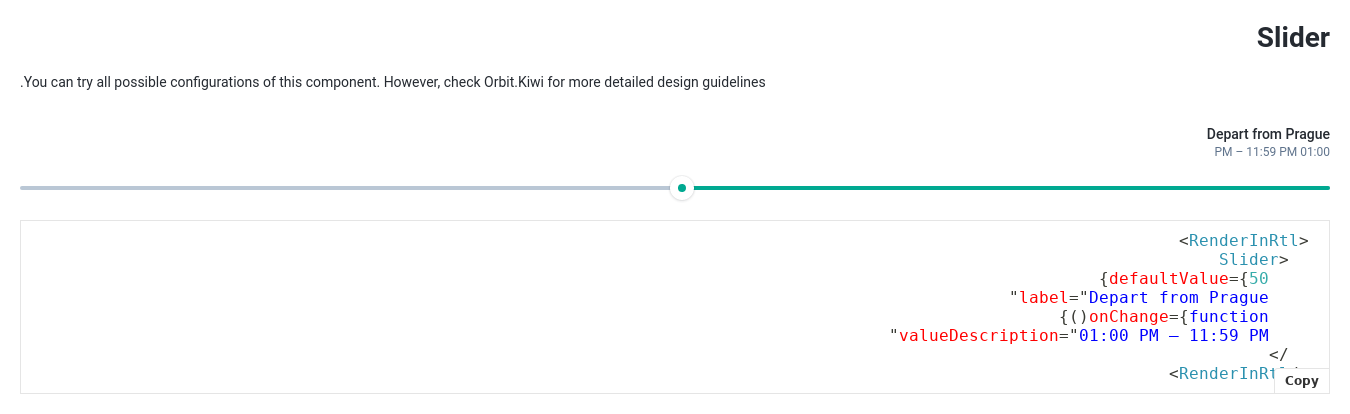 Slider
.You can try all possible configurations of this component. However, check Orbit.Kiwi for more detailed design guidelines
Depart from Prague
PM – 11:59 PM 01:00
<RenderInRtl>
Slider>
{defaultValue={50
"label="Depart from Prague
{()onChange={function
"valueDescription="01:00 PM – 11:59 PM
</
<RenderInRtl
Copy